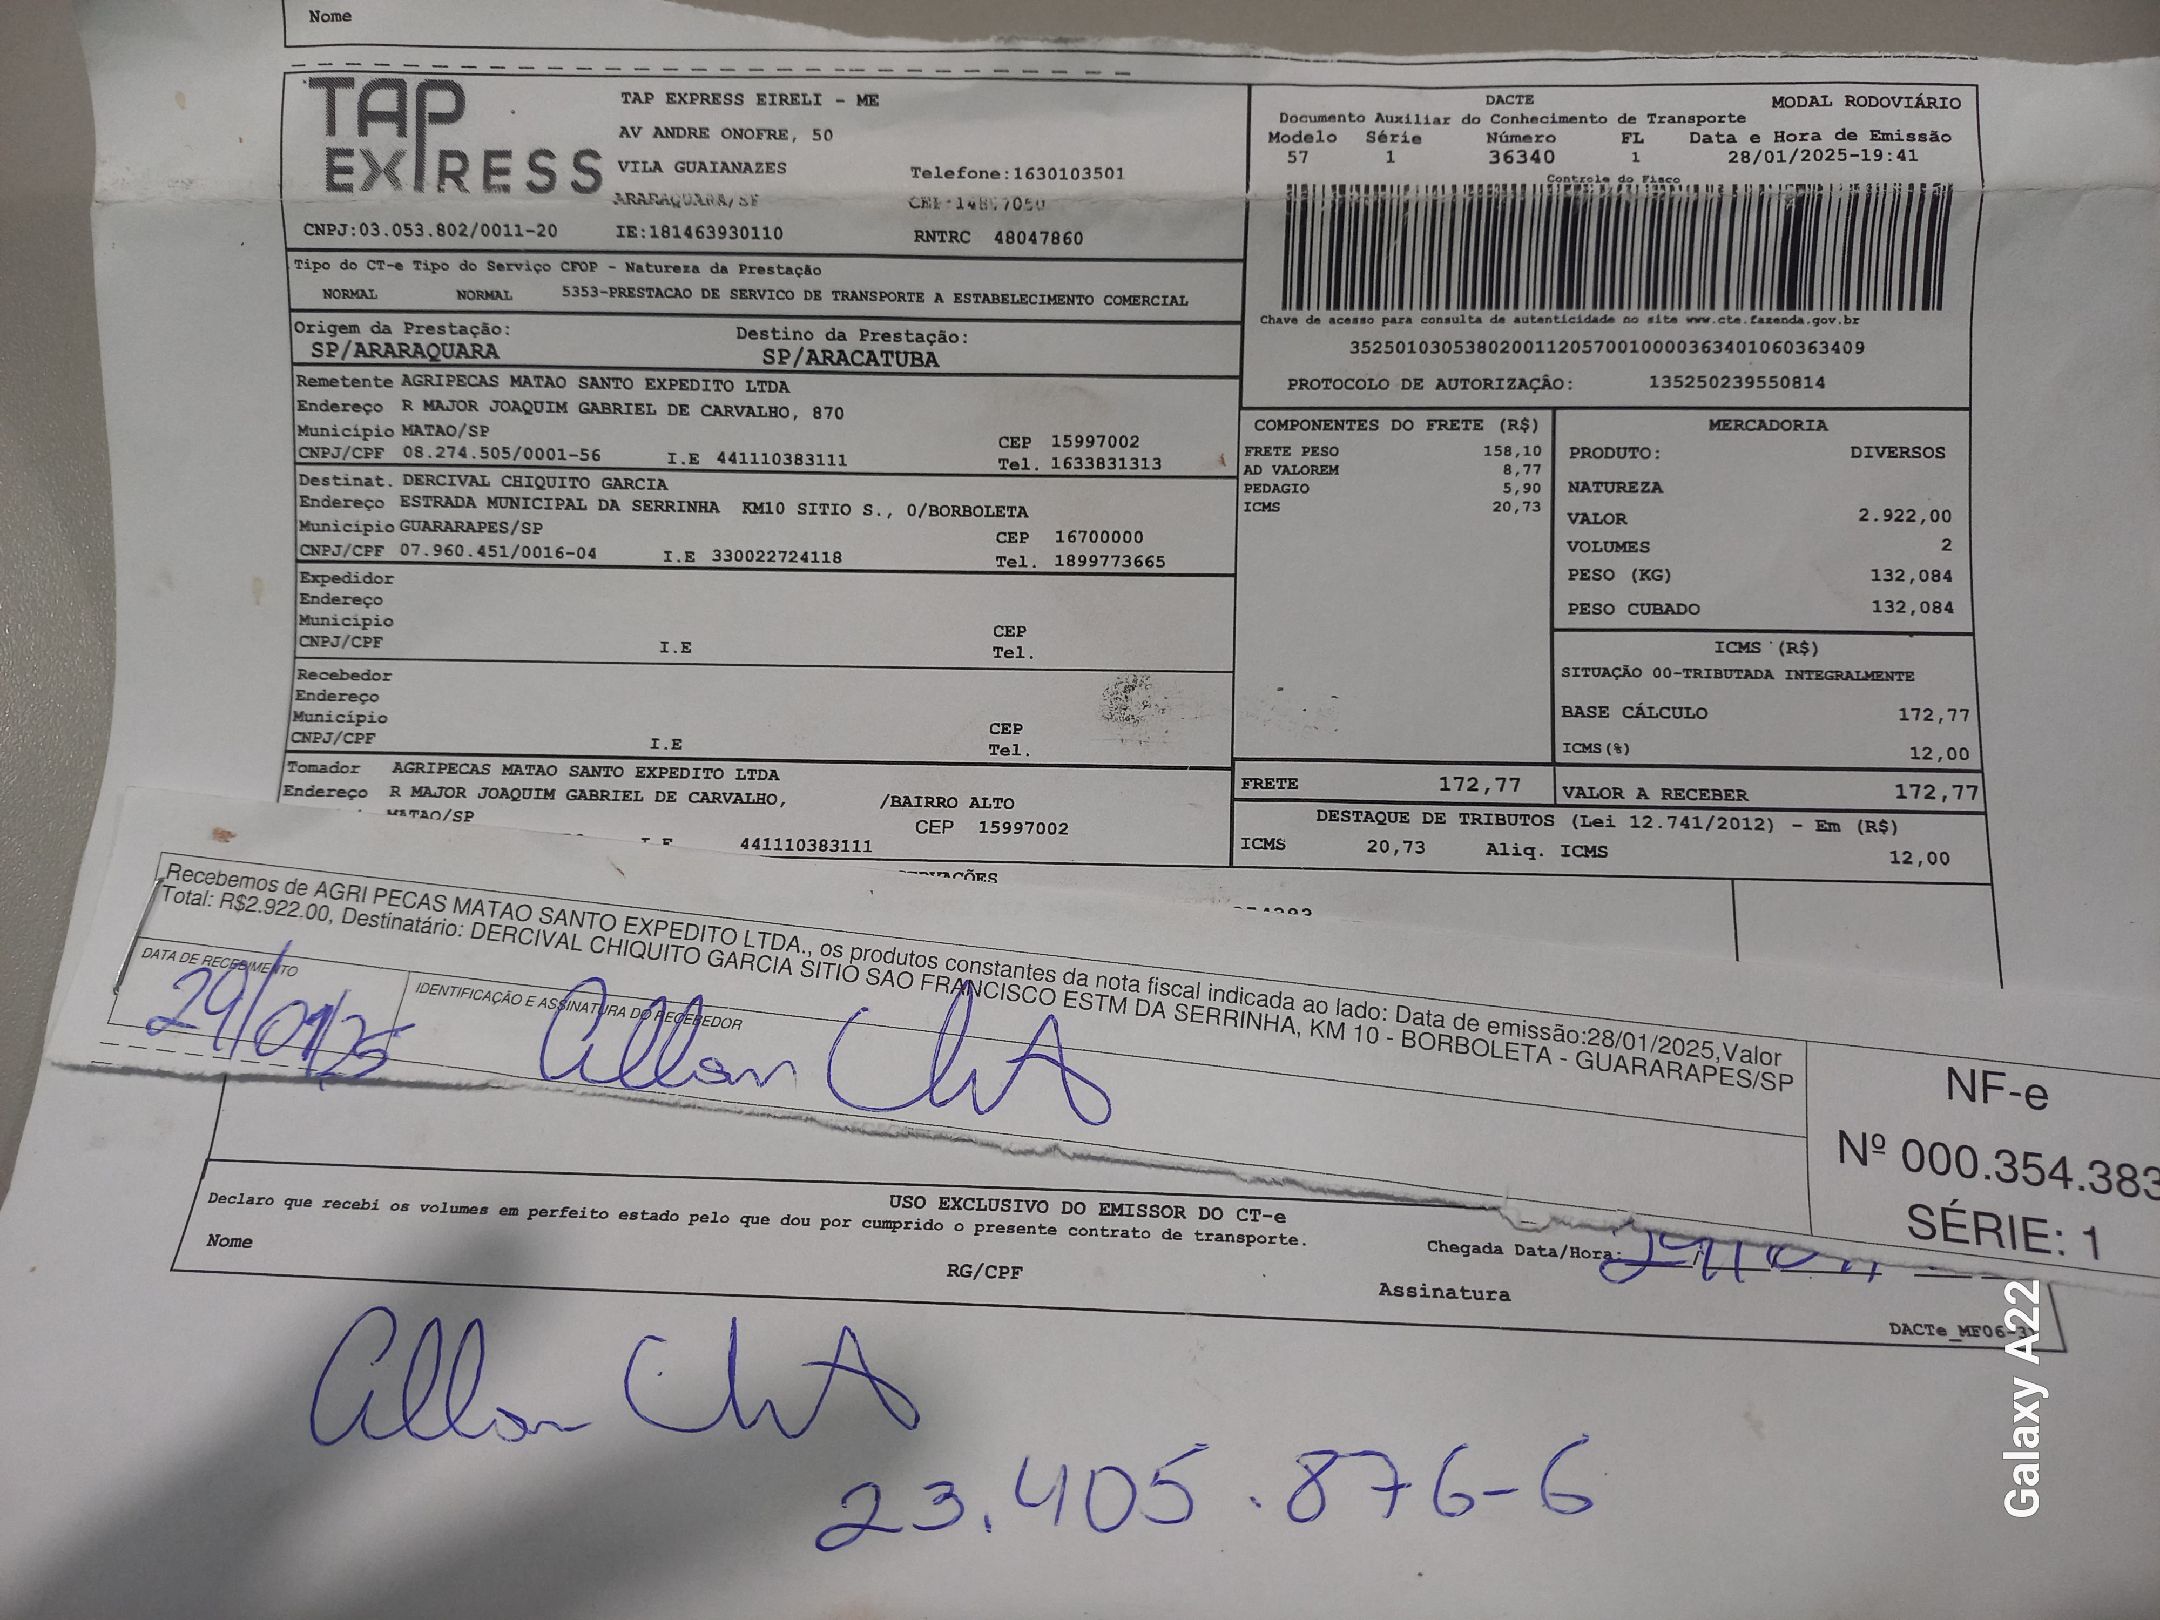 Nome
TAP EXPRESS
TAP EXPRESS EIRELI - ME
AV ANDRE ONOFRE, 50
VILA GUAIANAZES Telefone:1630103501
ARARAQUARA/SP
CNPJ:03.053.802/0011-20 IE:181463930110 RNTRC 48047860
DACTE MODAL RODOVIÁRIO
Documento Auxiliar do Conhecimento de Transporte
Modelo Série Número FL Data e Hora de Emissão
57 1 36340 1 28/01/2025-19:41
Controle do Fisco
Chave de acesso para consulta de autenticidade no site www.cte.fazenda.gov.br
35250103053802001120570010000363401060363409
PROTOCOLO DE AUTORIZAÇÃO: 135250239550814
Tipo do CT-e Tipo do Serviço CFOP - Natureza da Prestação
NORMAL NORMAL 5353-PRESTACAO DE SERVICO DE TRANSPORTE A ESTABELECIMENTO COMERCIAL
Origem da Prestação: Destino da Prestação:
SP/ARARAQUARA SP/ARACATUBA
Remetente AGRIPECAS MATAO SANTO EXPEDITO LTDA
Endereço R MAJOR JOAQUIM GABRIEL DE CARVALHO, 870
Município MATAO/SP CEP 15997002
CNPJ/CPF 08.274.505/0001-56 I.E 441110383111 Tel. 1633831313
Destinat. DERCIVAL CHIQUITO GARCIA
Endereço ESTRADA MUNICIPAL DA SERRINHA KM10 SITIO S., 0/BORBOLETA
Município GUARARAPES/SP CEP 16700000
CNPJ/CPF 07.960.451/0016-04 I.E 330022724118 Tel. 1899773665
Expedidor
Endereço
Município CEP
CNPJ/CPF I.E Tel.
Recebedor
Endereço
Município CEP
CNPJ/CPF I.E Tel.
Tomador AGRIPECAS MATAO SANTO EXPEDITO LTDA
Endereço R MAJOR JOAQUIM GABRIEL DE CARVALHO, /BAIRRO ALTO
MATAO/SP CEP 15997002
I.E 441110383111
COMPONENTES DO FRETE (R$)
FRETE PESO 158,10
AD VALOREM 8,77
PEDAGIO 5,90
ICMS 20,73
MERCADORIA
PRODUTO: DIVERSOS
NATUREZA
VALOR 2.922,00
VOLUMES 2
PESO (KG) 132,084
PESO CUBADO 132,084
ICMS (R$)
SITUAÇÃO 00-TRIBUTADA INTEGRALMENTE
BASE CÁLCULO 172,77
ICMS(%) 12,00
FRETE 172,77 VALOR A RECEBER 172,77
DESTAQUE DE TRIBUTOS (Lei 12.741/2012) - Em (R$)
ICMS 20,73 Aliq. ICMS 12,00
Recebemos de AGRI PECAS MATAO SANTO EXPEDITO LTDA., os produtos constantes da nota fiscal indicada ao lado: Data de emissão:28/01/2025,Valor
Total: R$2.922.00, Destinatário: DERCIVAL CHIQUITO GARCIA SITIO SAO FRANCISCO ESTM DA SERRINHA, KM 10 - BORBOLETA - GUARARAPES/SP
DATA DE RECEBIMENTO IDENTIFICAÇÃO E ASSINATURA DO RECEBEDOR
29/01/25
NF-e
Nº 000.354.383
SÉRIE: 1
USO EXCLUSIVO DO EMISSOR DO CT-e
Declaro que recebi os volumes em perfeito estado pelo que dou por cumprido o presente contrato de transporte.
Nome RG/CPF Chegada Data/Hora:
Assinatura
DACTe_MF06-3
23.405.876-6
Galaxy A22